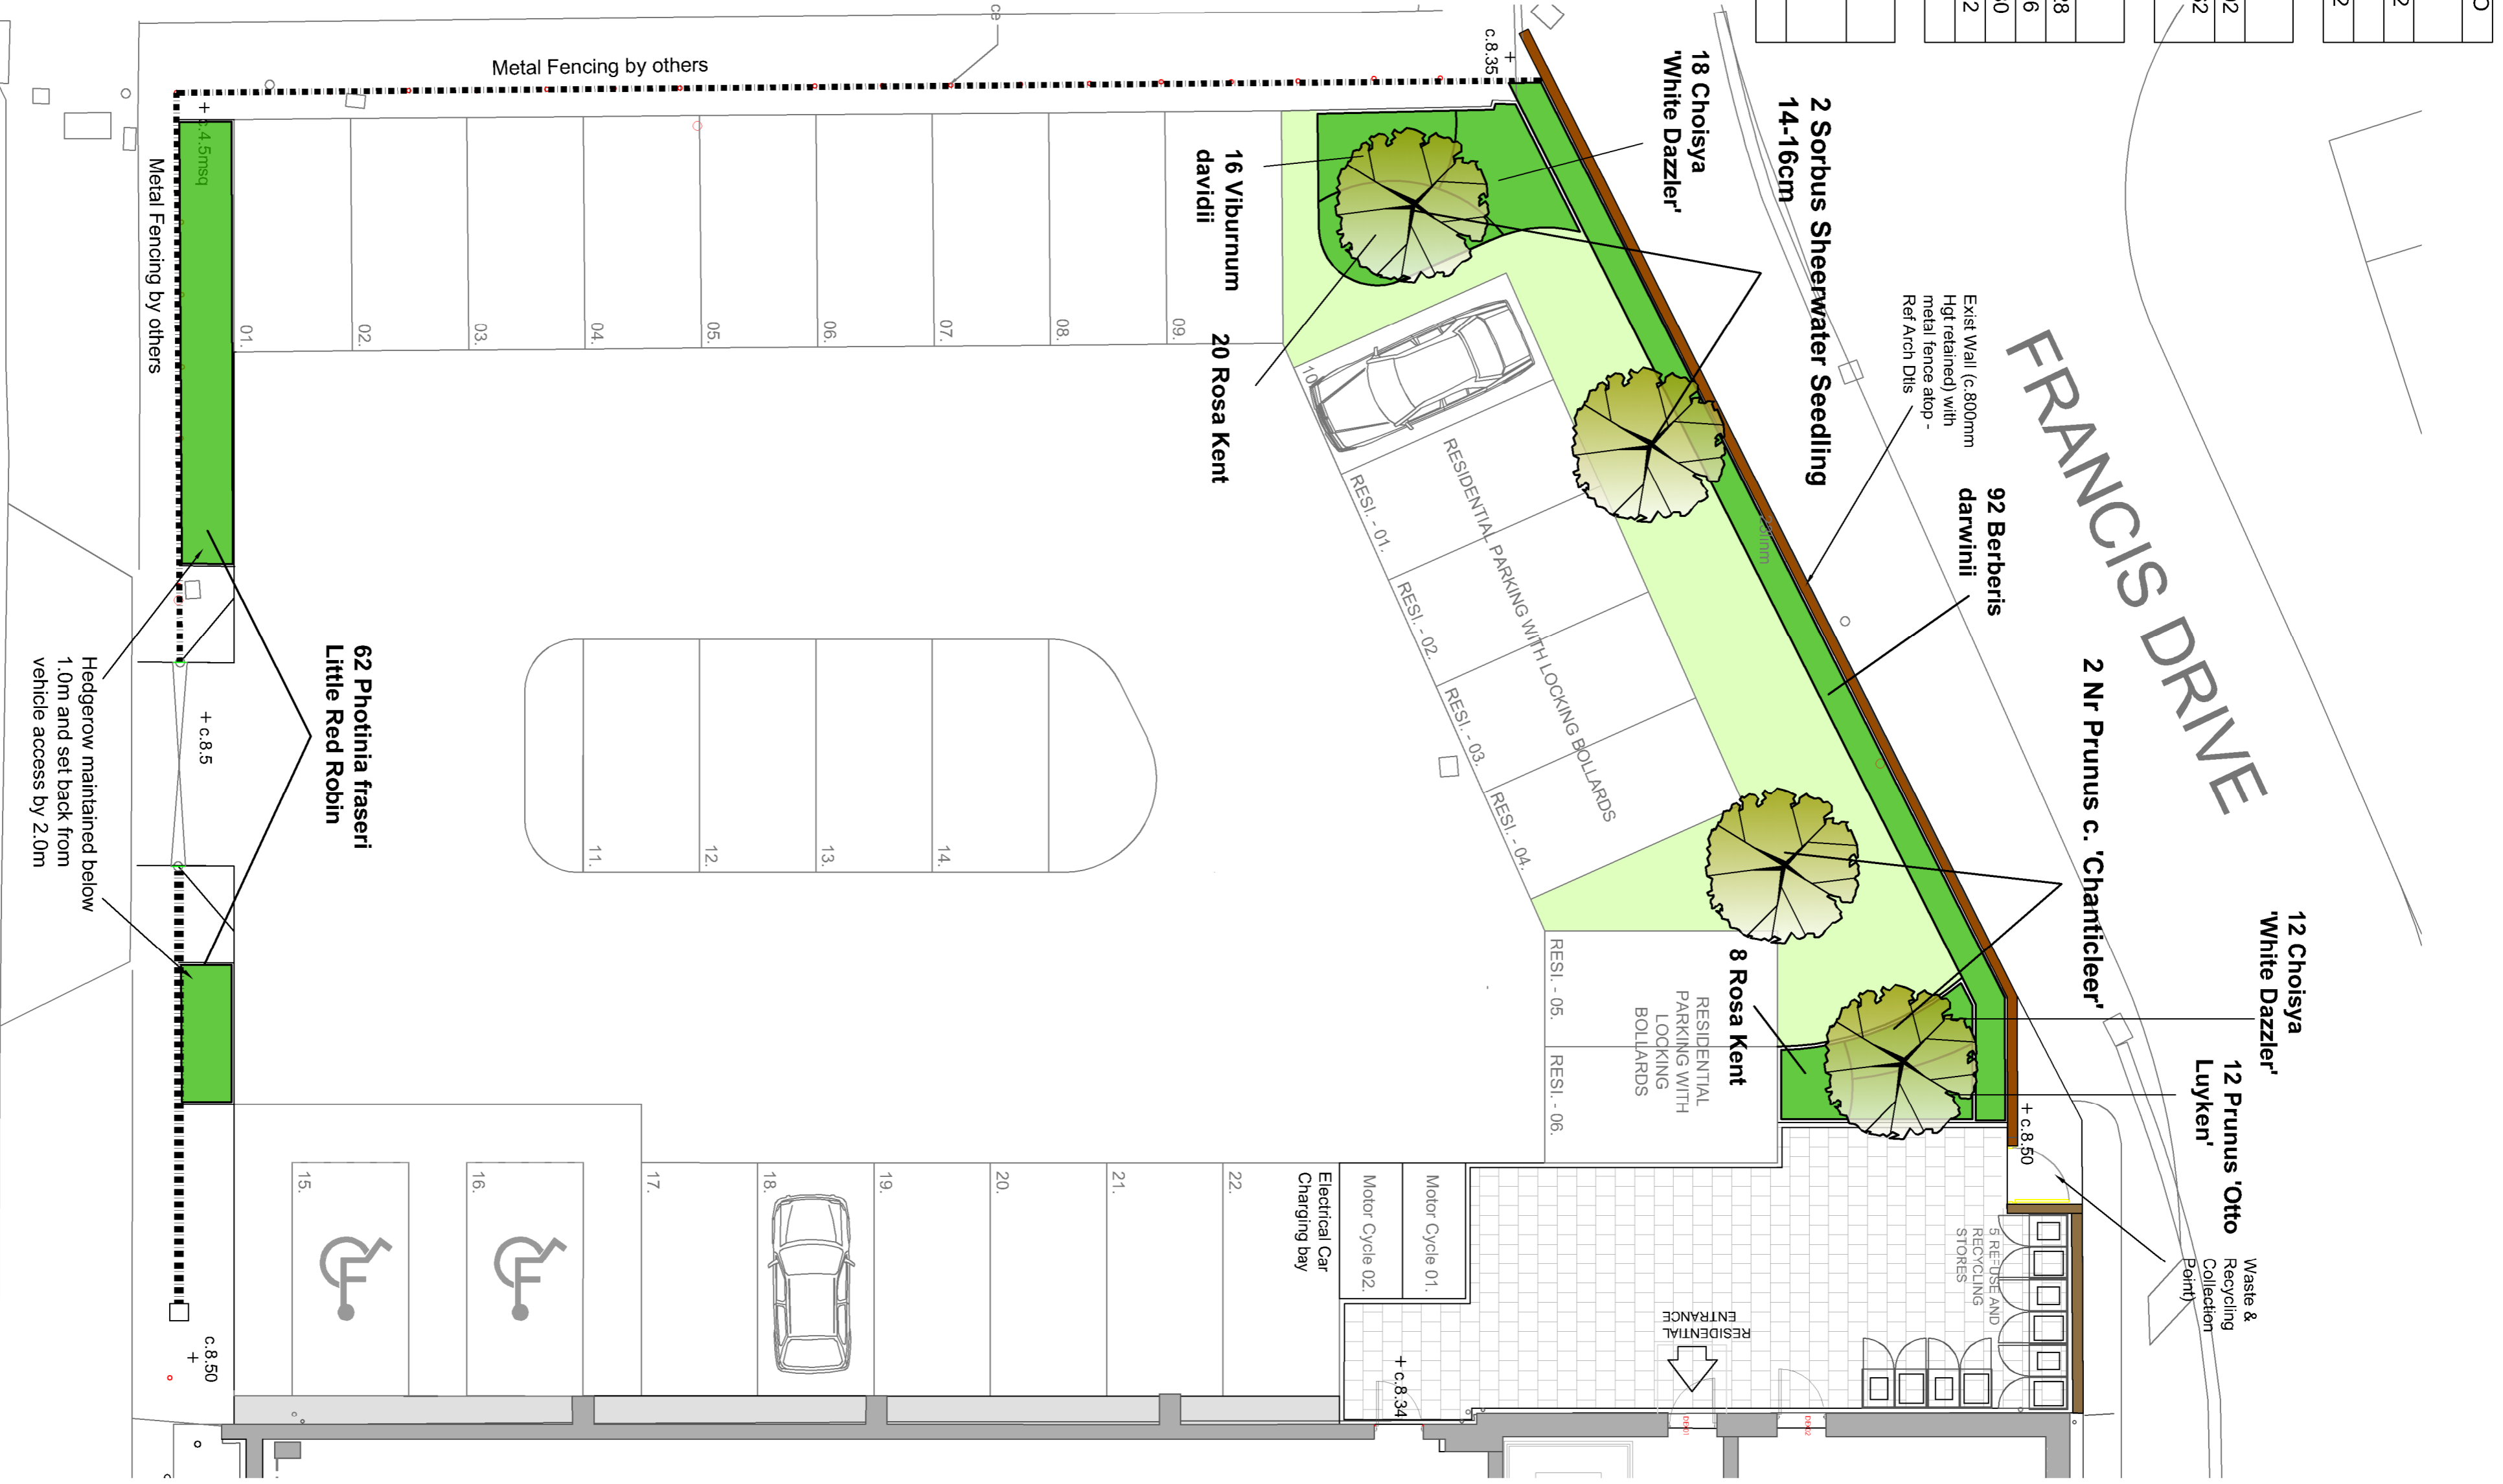 FRANCIS DRIVE
Metal Fencing by others
Metal Fencing by others
c.8.35
18 Choisya
'White Dazzler'
2 Sorbus Sheerwater Seedling
14-16cm
16 Viburnum
davidii
20 Rosa Kent
Exist Wall (c.800mm
Hgt retained) with
metal fence atop -
Ref Arch Dtls
92 Berberis
darwinii
2 Nr Prunus c. 'Chanticleer'
12 Choisya
'White Dazzler'
12 Prunus 'Otto
Luyken'
8 Rosa Kent
Waste &
Recycling
Collection
Point)
62 Photinia fraseri
Little Red Robin
Hedgerow maintained below
1.0m and set back from
vehicle access by 2.0m
c.4.5msq
+ c.8.5
01.
02.
03.
04.
05.
06.
07.
08.
09.
10
RESI. - 01.
RESI. - 02.
RESI. - 03.
RESI. - 04.
RESIDENTIAL PARKING WITH LOCKING BOLLARDS
RESI. - 05.
RESI. - 06.
RESIDENTIAL
PARKING WITH
LOCKING
BOLLARDS
11.
12.
13.
14.
15.
16.
17.
18.
19.
20.
21.
22.
Electrical Car
Charging bay
Motor Cycle 02.
Motor Cycle 01.
RESIDENTIAL
ENTRANCE
5 REFUSE AND
RECYCLING
STORES
+ c.8.50
+ c.8.34
c.8.50
+